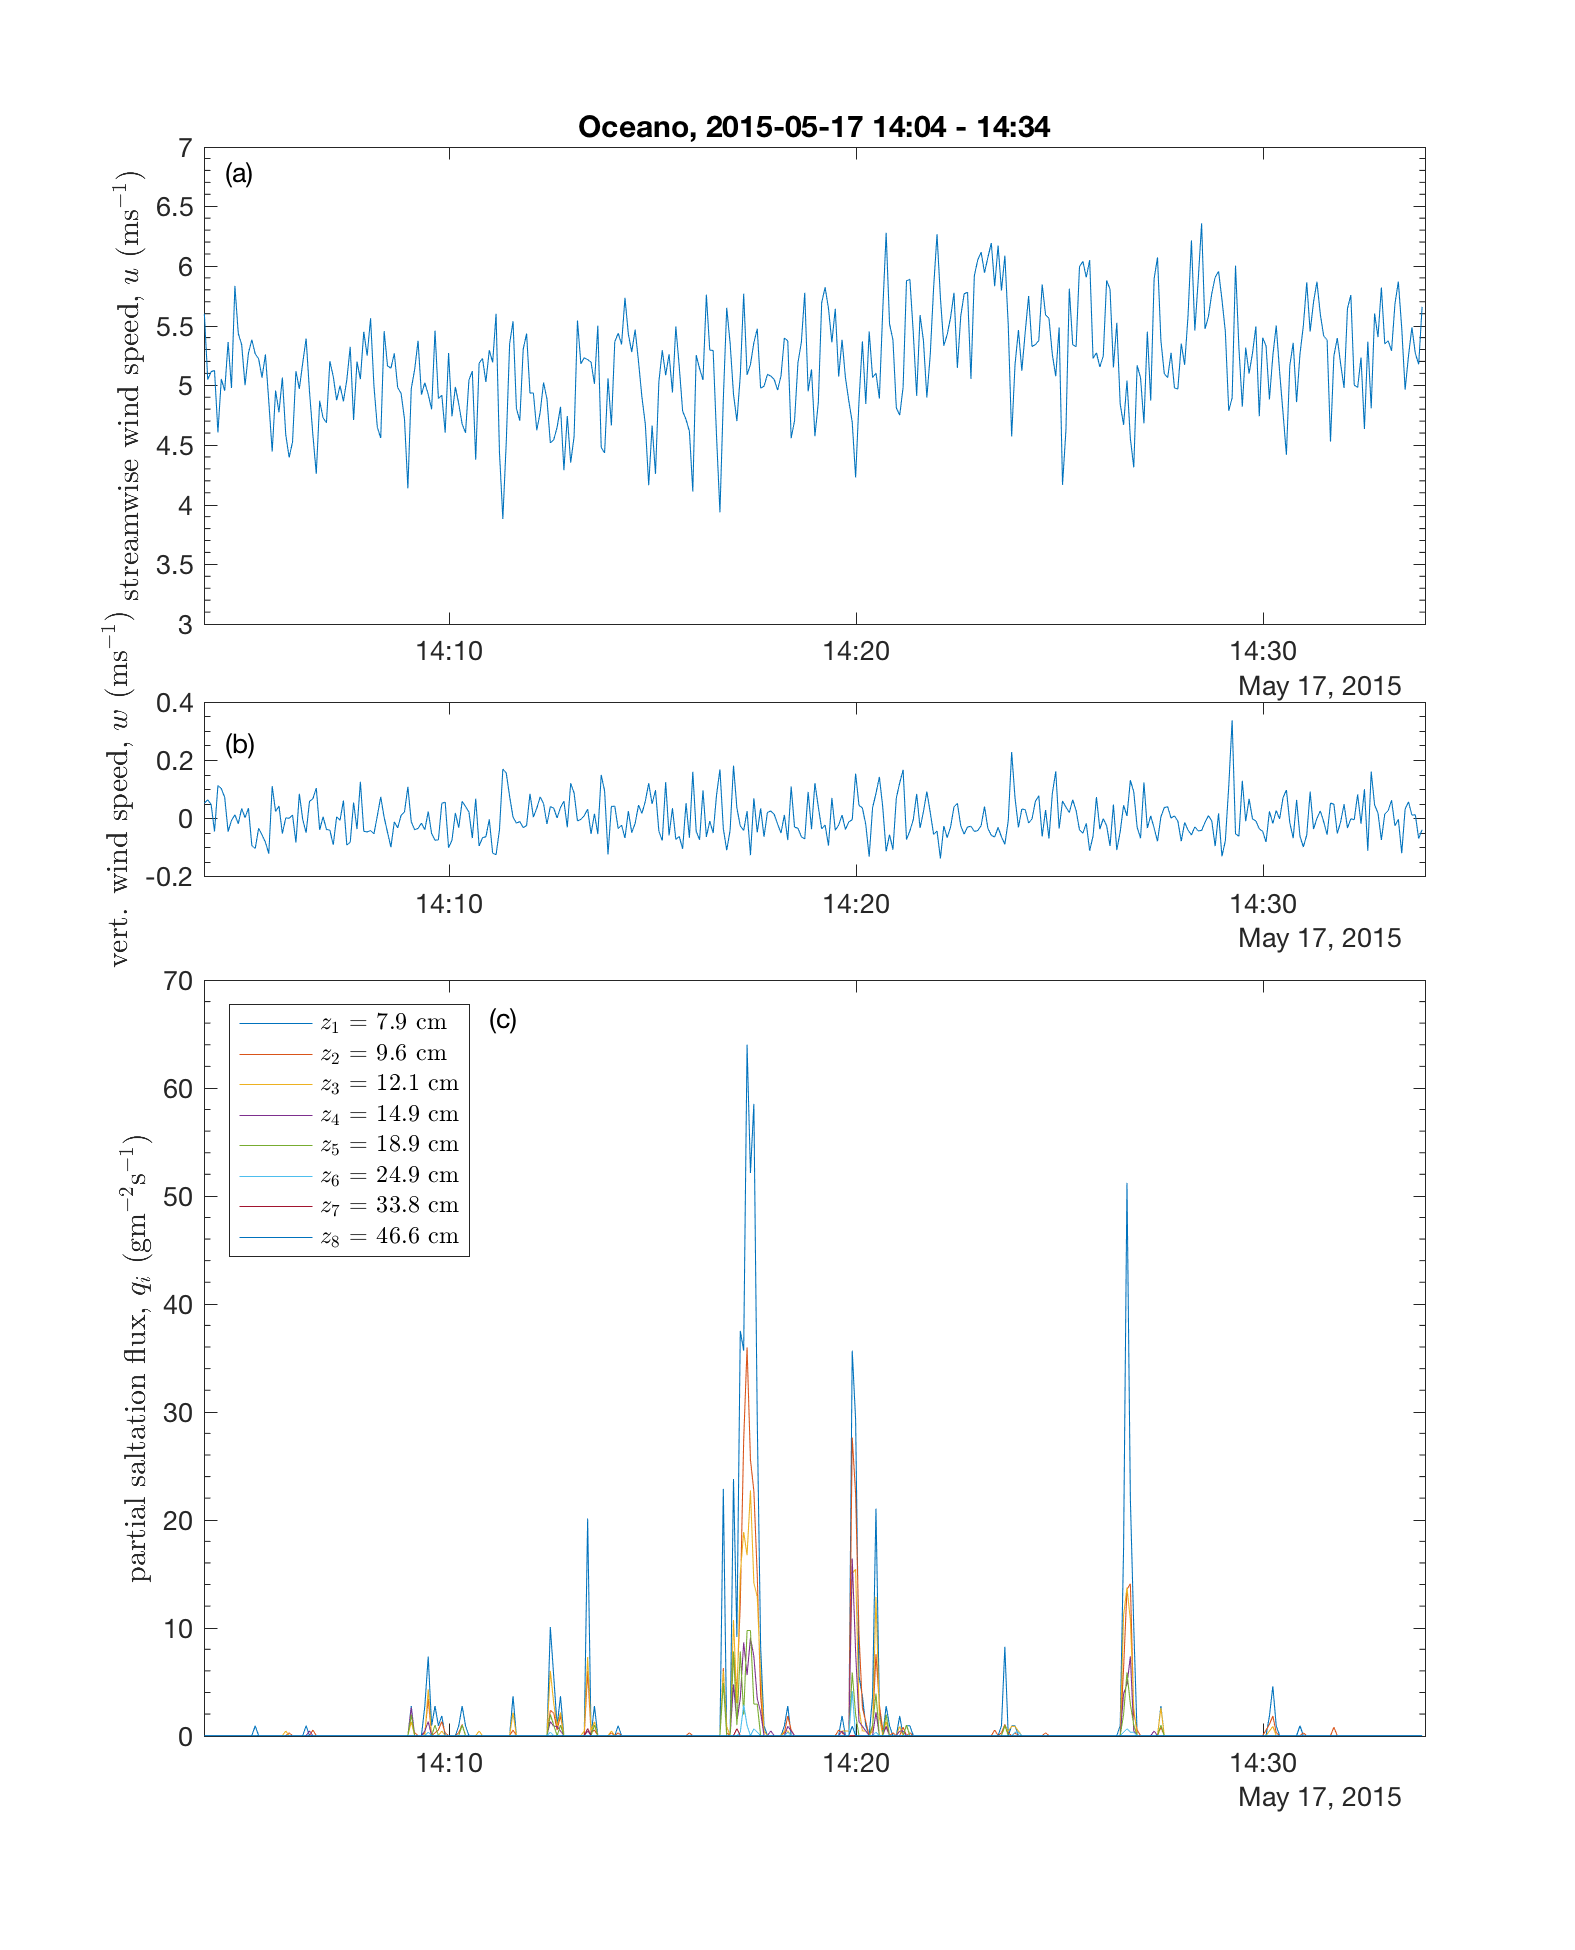 Oceano, 2015-05-17 14:04 - 14:34
(a)
streamwise wind speed, u (ms⁻¹)
7
6.5
6
5.5
5
4.5
4
3.5
3
14:10 14:20 14:30
May 17, 2015
(b)
vert. wind speed, w (ms⁻¹)
0.4
0.2
0
-0.2
14:10 14:20 14:30
May 17, 2015
(c)
partial saltation flux, qᵢ (gm⁻²s⁻¹)
70
60
50
40
30
20
10
0
z₁ = 7.9 cm
z₂ = 9.6 cm
z₃ = 12.1 cm
z₄ = 14.9 cm
z₅ = 18.9 cm
z₆ = 24.9 cm
z₇ = 33.8 cm
z₈ = 46.6 cm
14:10 14:20 14:30
May 17, 2015